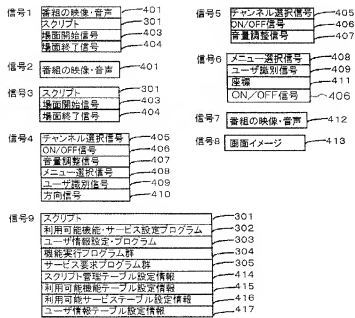 信号1
番組の映像・音声 401
スクリプト 301
場面開始信号 403
場面終了信号 404
信号2
番組の映像・音声 401
信号3
スクリプト 301
場面開始信号 403
場面終了信号 404
信号4
チャンネル選択信号 405
ON/OFF信号 406
音量調整信号 407
メニュー選択信号 408
ユーザ識別信号 409
方向信号 410
信号5
チャンネル選択信号 405
ON/OFF信号 406
音量調整信号 407
信号6
メニュー選択信号 408
ユーザ識別信号 409
座標 411
ON/OFF信号 406
信号7
番組の映像・音声 412
信号8
画面イメージ 413
信号9
スクリプト 301
利用可能機能・サービス設定プログラム 302
ユーザ情報設定・プログラム 303
機能実行プログラム群 304
サービス要求プログラム群 305
スクリプト管理テーブル設定情報 414
利用可能機能テーブル設定情報 415
利用可能サービステーブル設定情報 416
ユーザ情報テーブル設定情報 417